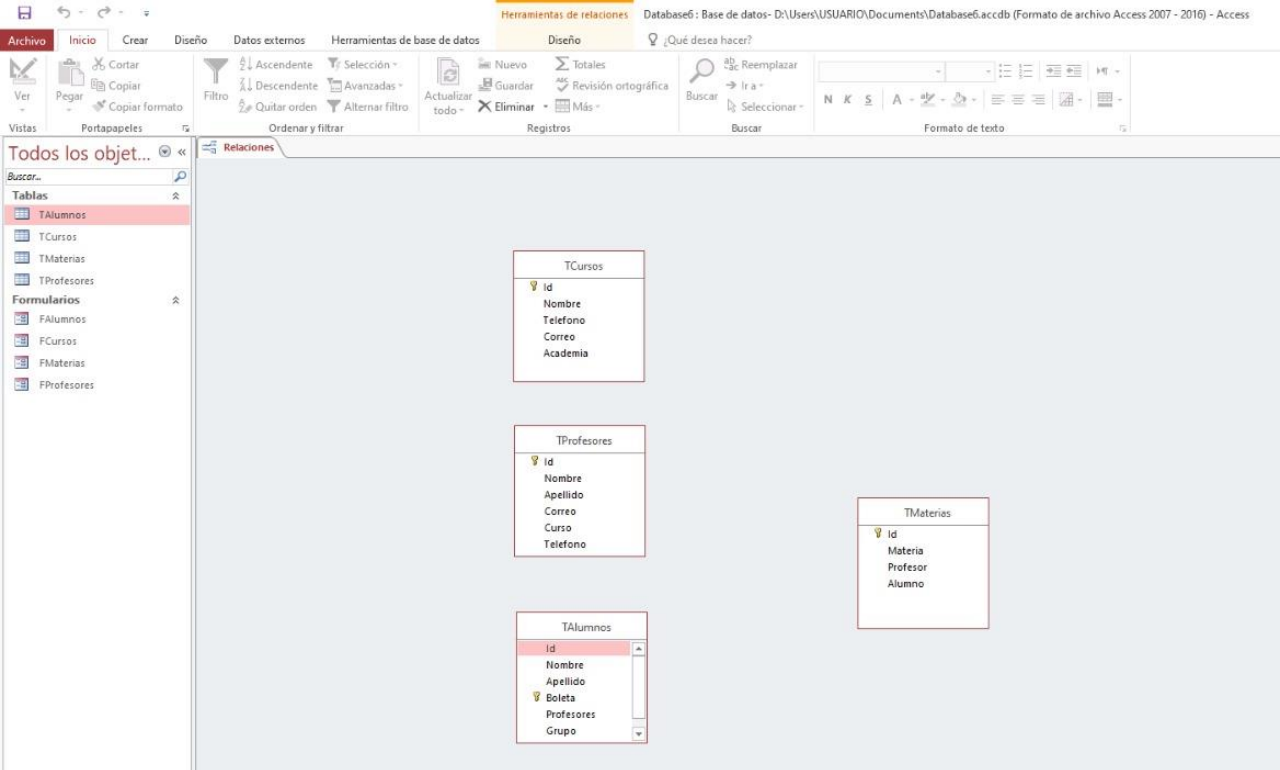 Herramientas de relaciones
Database6 : Base de datos- D:\Users\USUARIO\Documents\Database6.accdb (Formato de archivo Access 2007 - 2016) - Access
Archivo Inicio Crear Diseño Datos externos Herramientas de base de datos Diseño ¿Qué desea hacer?
Ver
Vistas
Pegar
Cortar
Copiar
Copiar formato
Portapapeles
Filtro
Ascendente
Descendente
Quitar orden
Selección
Avanzadas
Alternar filtro
Ordenar y filtrar
Actualizar
todo
Nuevo
Guardar
Eliminar
Totales
Revisión ortográfica
Más
Registros
Buscar
Reemplazar
Ir a
Seleccionar
Buscar
N K S A
Formato de texto
Todos los objet...
Buscar...
Tablas
TAlumnos
TCursos
TMaterias
TProfesores
Formularios
FAlumnos
FCursos
FMaterias
FProfesores
Relaciones
TCursos
Id
Nombre
Telefono
Correo
Academia
TProfesores
Id
Nombre
Apellido
Correo
Curso
Telefono
TAlumnos
Id
Nombre
Apellido
Boleta
Profesores
Grupo
TMaterias
Id
Materia
Profesor
Alumno